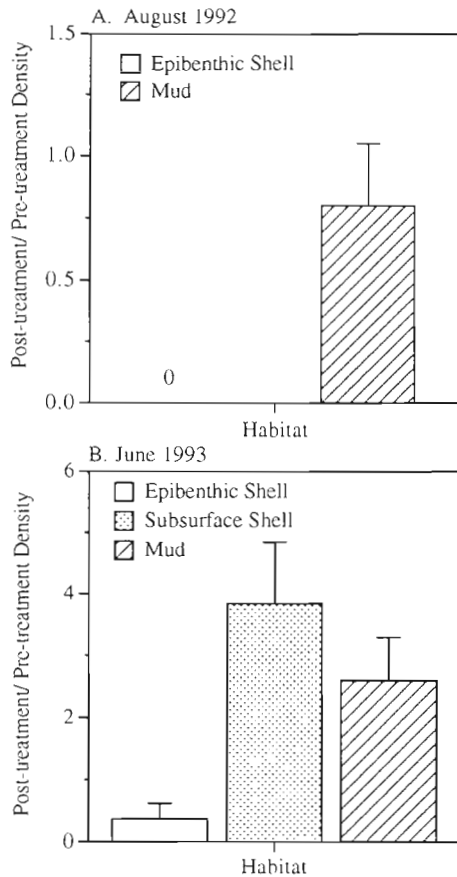 A. August 1992
Epibenthic Shell
Mud
Post-treatment/ Pre-treatment Density
1.5
1.0
0.5
0.0
0
Habitat
B. June 1993
Epibenthic Shell
Subsurface Shell
Mud
Post-treatment/ Pre-treatment Density
6
4
2
0
Habitat